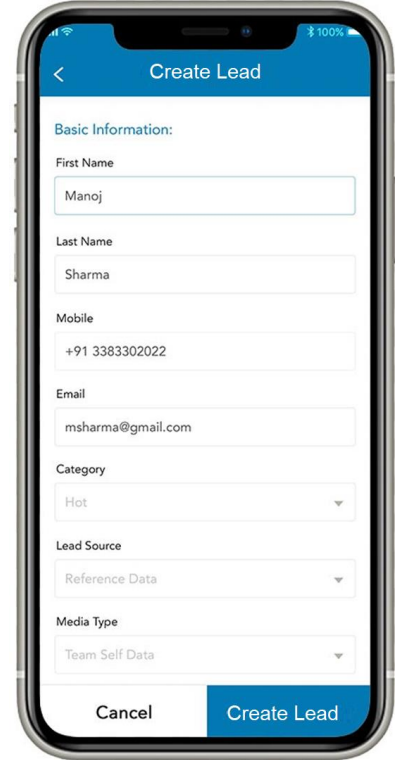 100%
Create Lead
Basic Information:
First Name
Manoj
Last Name
Sharma
Mobile
+91 3383302022
Email
msharma@gmail.com
Category
Hot
Lead Source
Reference Data
Media Type
Team Self Data
Cancel Create Lead